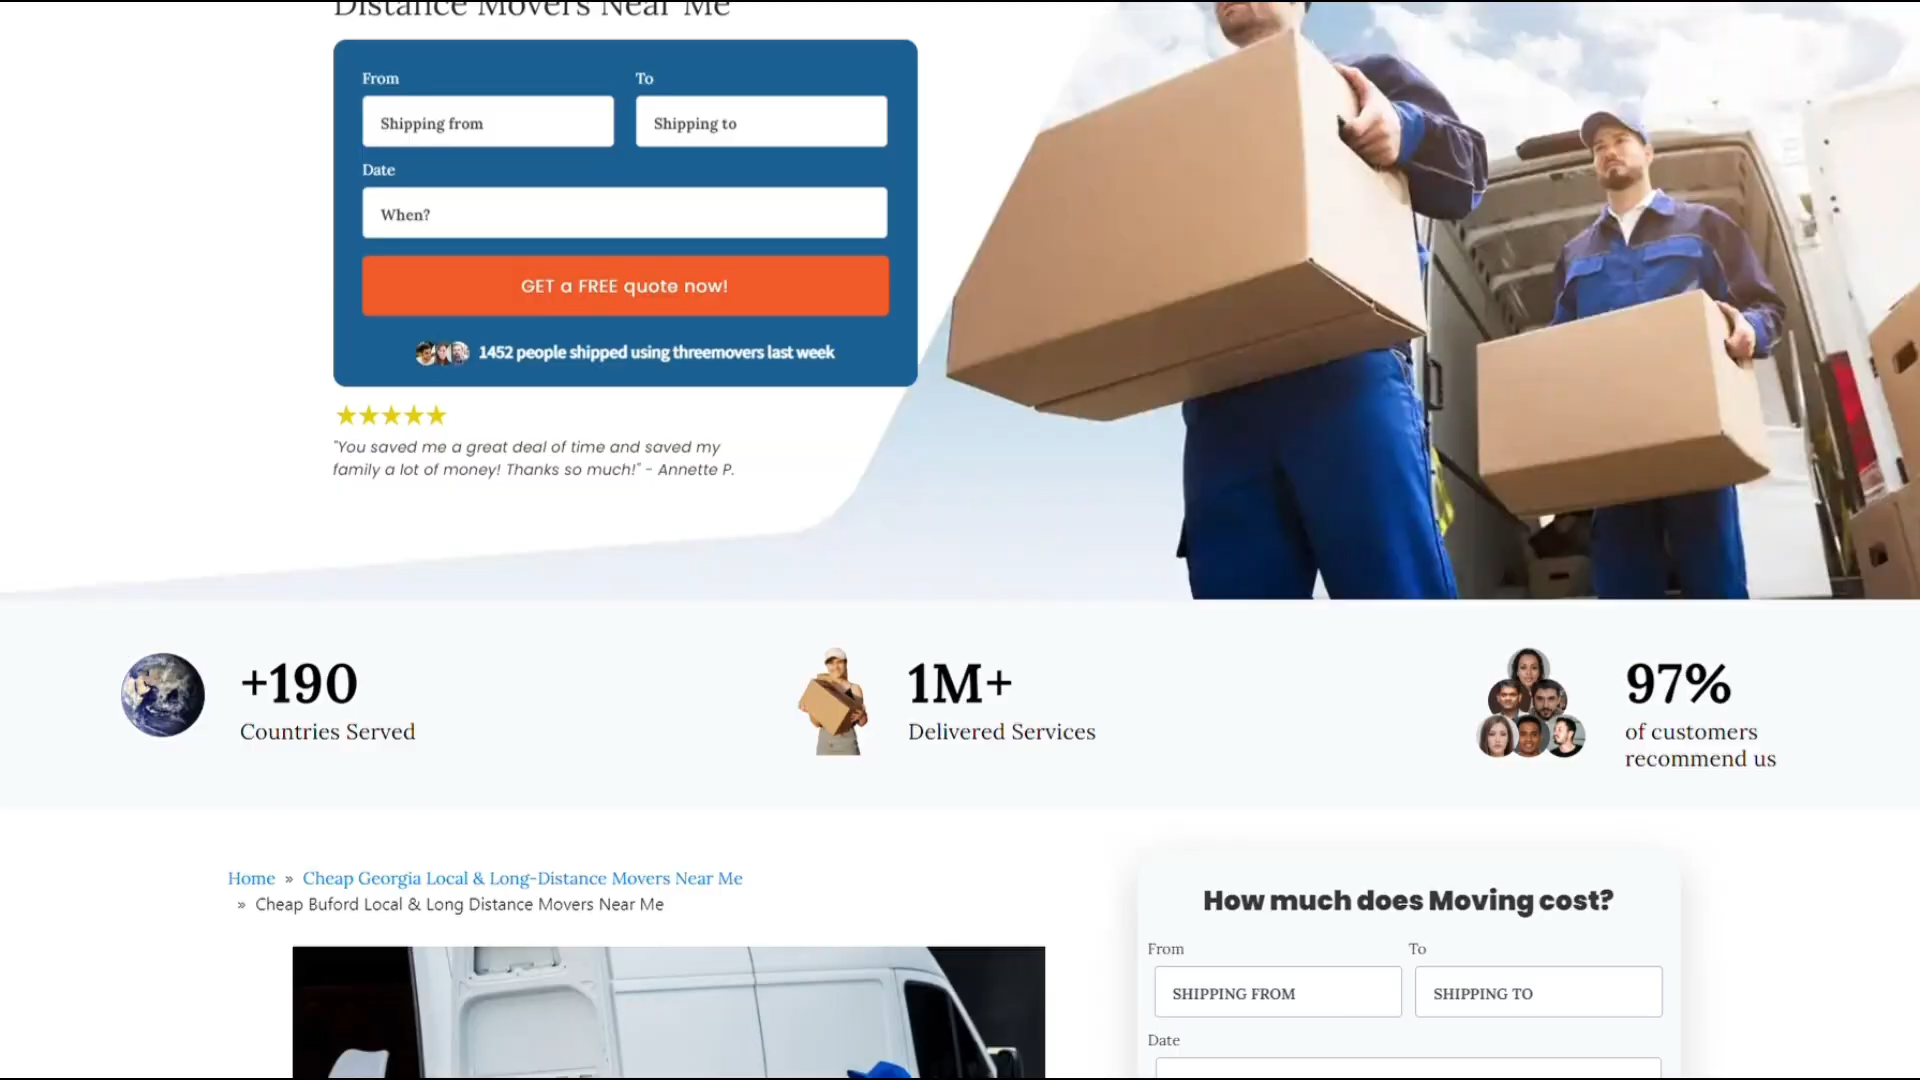 Distance Movers Near Me
From
To
Shipping from
Shipping to
Date
When?
GET a FREE quote now!
1452 people shipped using threemovers last week
"You saved me a great deal of time and saved my
family a lot of money! Thanks so much!" - Annette P.
+190
Countries Served
1M+
Delivered Services
97%
of customers
recommend us
Home » Cheap Georgia Local & Long-Distance Movers Near Me
» Cheap Buford Local & Long Distance Movers Near Me
How much does Moving cost?
From
To
SHIPPING FROM
SHIPPING TO
Date